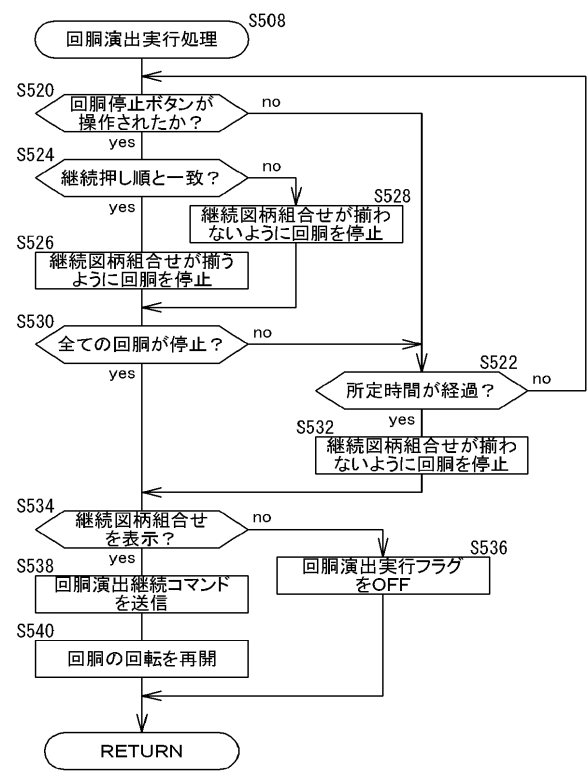 S508
回胴演出実行処理
S520
回胴停止ボタンが
操作されたか？
no
yes
S524
継続押し順と一致？
no
yes
S528
継続図柄組合せが揃わ
ないように回胴を停止
S526
継続図柄組合せが揃う
ように回胴を停止
S530
全ての回胴が停止？
no
yes
S522
所定時間が経過？
no
yes
S532
継続図柄組合せが揃わ
ないように回胴を停止
S534
継続図柄組合せ
を表示？
no
yes
S536
回胴演出実行フラグ
をOFF
S538
回胴演出継続コマンド
を送信
S540
回胴の回転を再開
RETURN